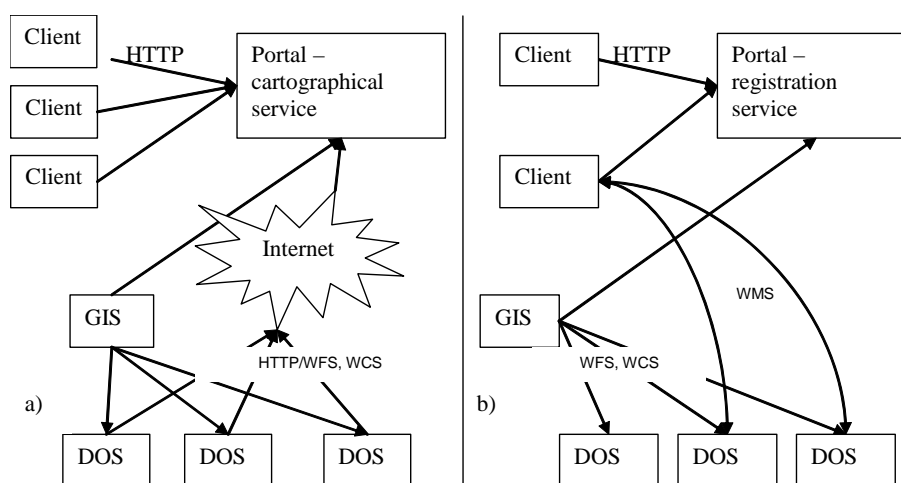 Client
HTTP
Portal –
cartographical
service
Client
Client
Internet
GIS
HTTP/WFS, WCS
a)
DOS
DOS
DOS
Client
HTTP
Portal –
registration
service
Client
WMS
GIS
WFS, WCS
b)
DOS
DOS
DOS